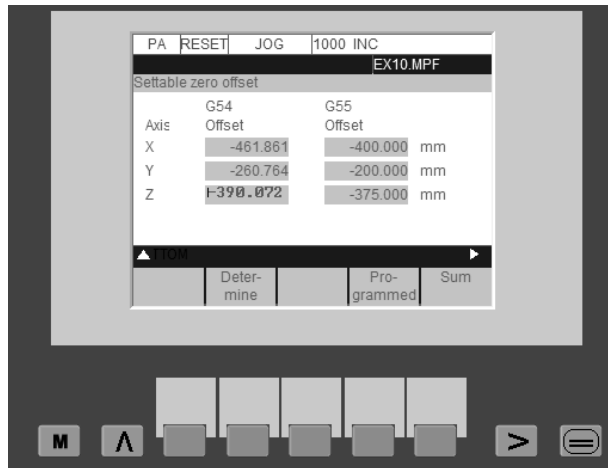 PA RESET JOG 1000 INC
EX10.MPF
Settable zero offset
G54 G55
Axis Offset Offset
X -461.861 -400.000 mm
Y -260.764 -200.000 mm
Z -390.072 -375.000 mm
TTOM
Deter- Pro- Sum
mine grammed
M Λ >